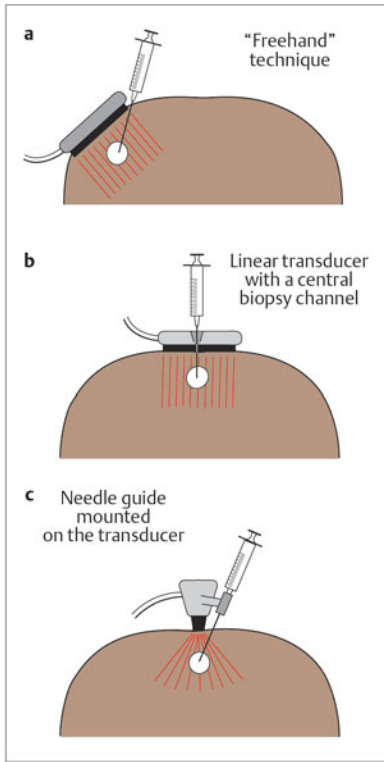 a
“Freehand”
technique
b
Linear transducer
with a central
biopsy channel
c
Needle guide
mounted
on the transducer